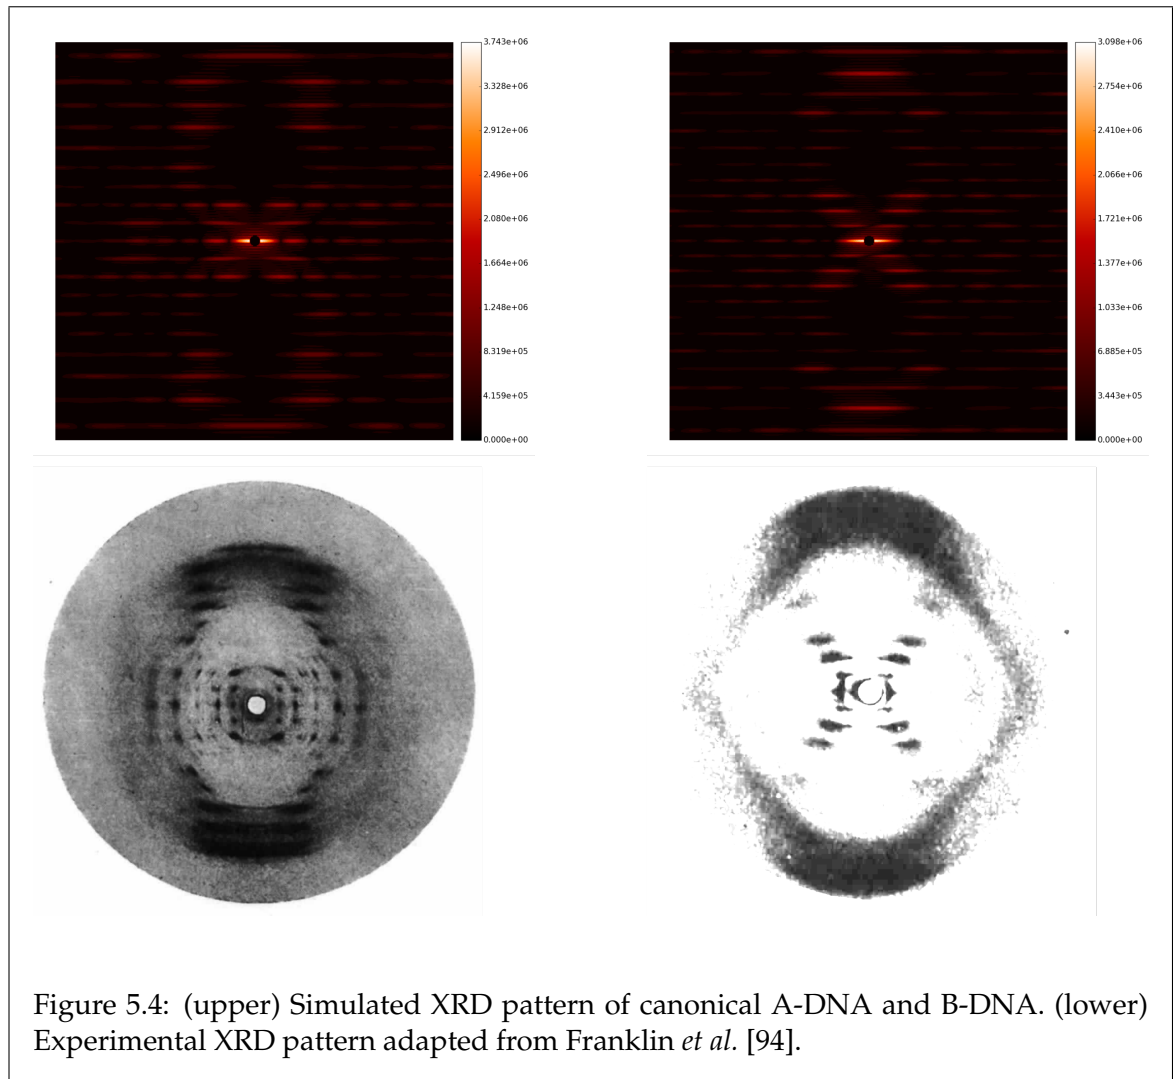 3.743e+06
3.328e+06
2.912e+06
2.496e+06
2.080e+06
1.664e+06
1.248e+06
8.319e+05
4.159e+05
0.000e+00
3.098e+06
2.754e+06
2.410e+06
2.066e+06
1.721e+06
1.377e+06
1.033e+06
6.885e+05
3.443e+05
0.000e+00
Figure 5.4: (upper) Simulated XRD pattern of canonical A-DNA and B-DNA. (lower)
Experimental XRD pattern adapted from Franklin et al. [94].